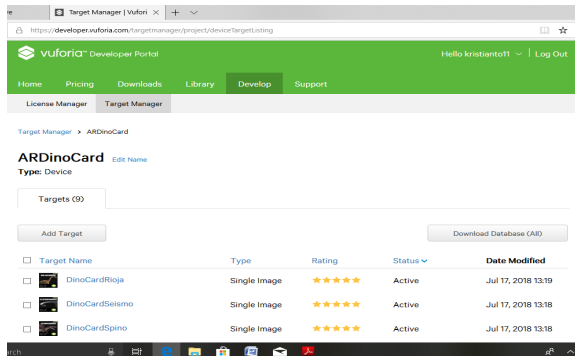 ve
Target Manager | Vufori
https://developer.vuforia.com/targetmanager/project/deviceTargetListing
vuforia™ Developer Portal
Hello kristianto11 | Log Out
Home Pricing Downloads Library Develop Support
License Manager Target Manager
Target Manager > ARDinoCard
ARDinoCard Edit Name
Type: Device
Targets (9)
Add Target Download Database (All)
Target Name Type Rating Status Date Modified
DinoCardRioja Single Image Active Jul 17, 2018 13:19
DinoCardSeismo Single Image Active Jul 17, 2018 13:18
DinoCardSpino Single Image Active Jul 17, 2018 13:18
arch